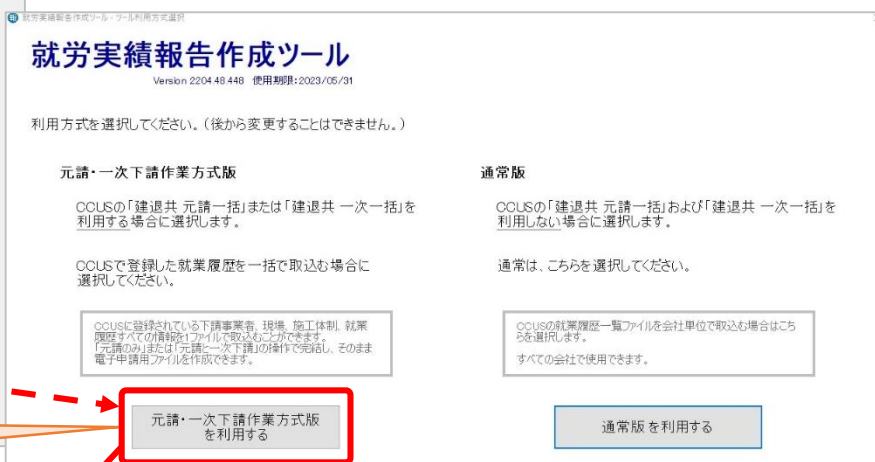 就労実績報告作成ツール - ツール利用方式選択
就労実績報告作成ツール
Version 2204.48.448 使用期限:2023/05/31
利用方式を選択してください。(後から変更することはできません。)
元請・一次下請作業方式版
CCUSの「建退共 元請一括」または「建退共 一次一括」を
利用する場合に選択します。
CCUSで登録した就業履歴を一括で取込む場合に
選択してください。
CCUSに登録されている下請事業者、現場、施工体制、就業
履歴すべての情報を1ファイルで取込むことができます。
「元請のみ」または「元請と一次下請」の操作で完結し、そのまま
電子申請用ファイルを作成できます。
元請・一次下請作業方式版
を利用する
通常版
CCUSの「建退共 元請一括」および「建退共 一次一括」を
利用しない場合に選択します。
通常は、こちらを選択してください。
CCUSの就業履歴一覧ファイルを会社単位で取込む場合はこち
らを選択します。
すべての会社で使用できます。
通常版を利用する